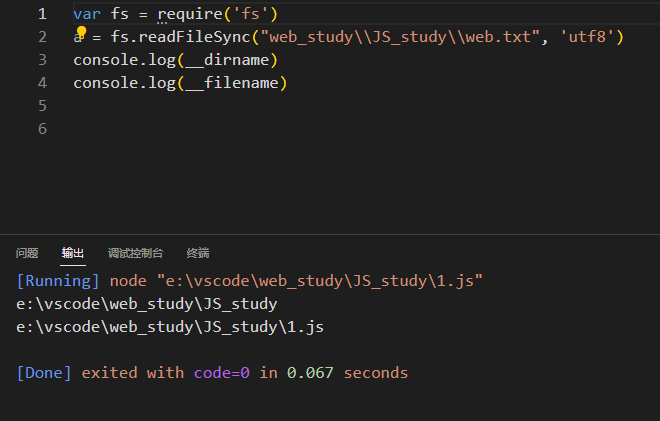 1 var fs = require('fs')
2 a = fs.readFileSync("web_study\\JS_study\\web.txt", 'utf8')
3 console.log(__dirname)
4 console.log(__filename)
5
6
问题 输出 调试控制台 终端
[Running] node "e:\vscode\web_study\JS_study\1.js"
e:\vscode\web_study\JS_study
e:\vscode\web_study\JS_study\1.js
[Done] exited with code=0 in 0.067 seconds